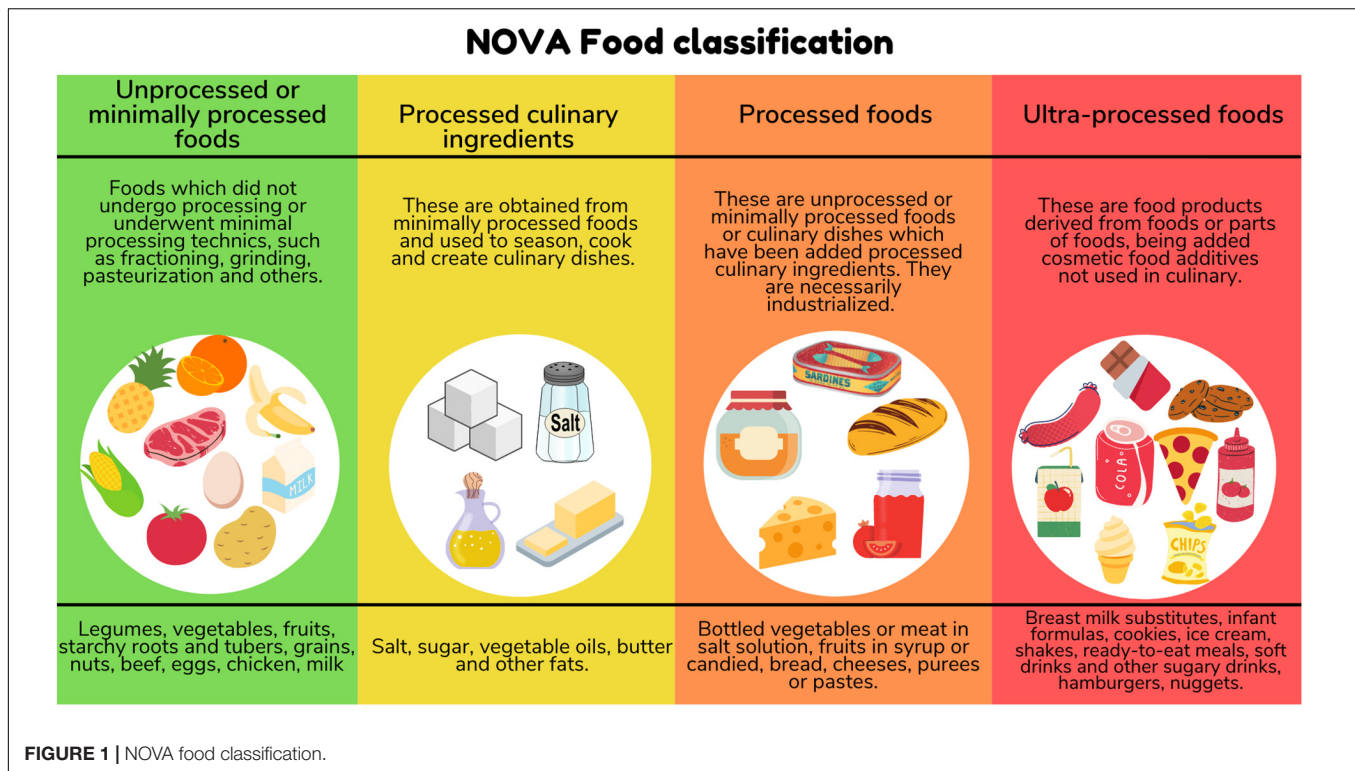 NOVA Food classification
Unprocessed or
minimally processed
foods
Foods which did not
undergo processing or
underwent minimal
processing technics, such
as fractioning, grinding,
pasteurization and others.
MILK
Legumes, vegetables, fruits,
starchy roots and tubers, grains,
nuts, beef, eggs, chicken, milk
Processed culinary
ingredients
These are obtained from
minimally processed foods
and used to season, cook
and create culinary dishes.
Salt
Salt, sugar, vegetable oils, butter
and other fats.
Processed foods
These are unprocessed or
minimally processed foods
or culinary dishes which
have been added processed
culinary ingredients. They
are necessarily
industrialized.
SARDINES
Bottled vegetables or meat in
salt solution, fruits in syrup or
candied, bread, cheeses, purees
or pastes.
Ultra-processed foods
These are food products
derived from foods or parts
of foods, being added
cosmetic food additives
not used in culinary.
COLA
CHIPS
Breast milk substitutes, infant
formulas, cookies, ice cream,
shakes, ready-to-eat meals, soft
drinks and other sugary drinks,
hamburgers, nuggets.
FIGURE 1 | NOVA food classification.